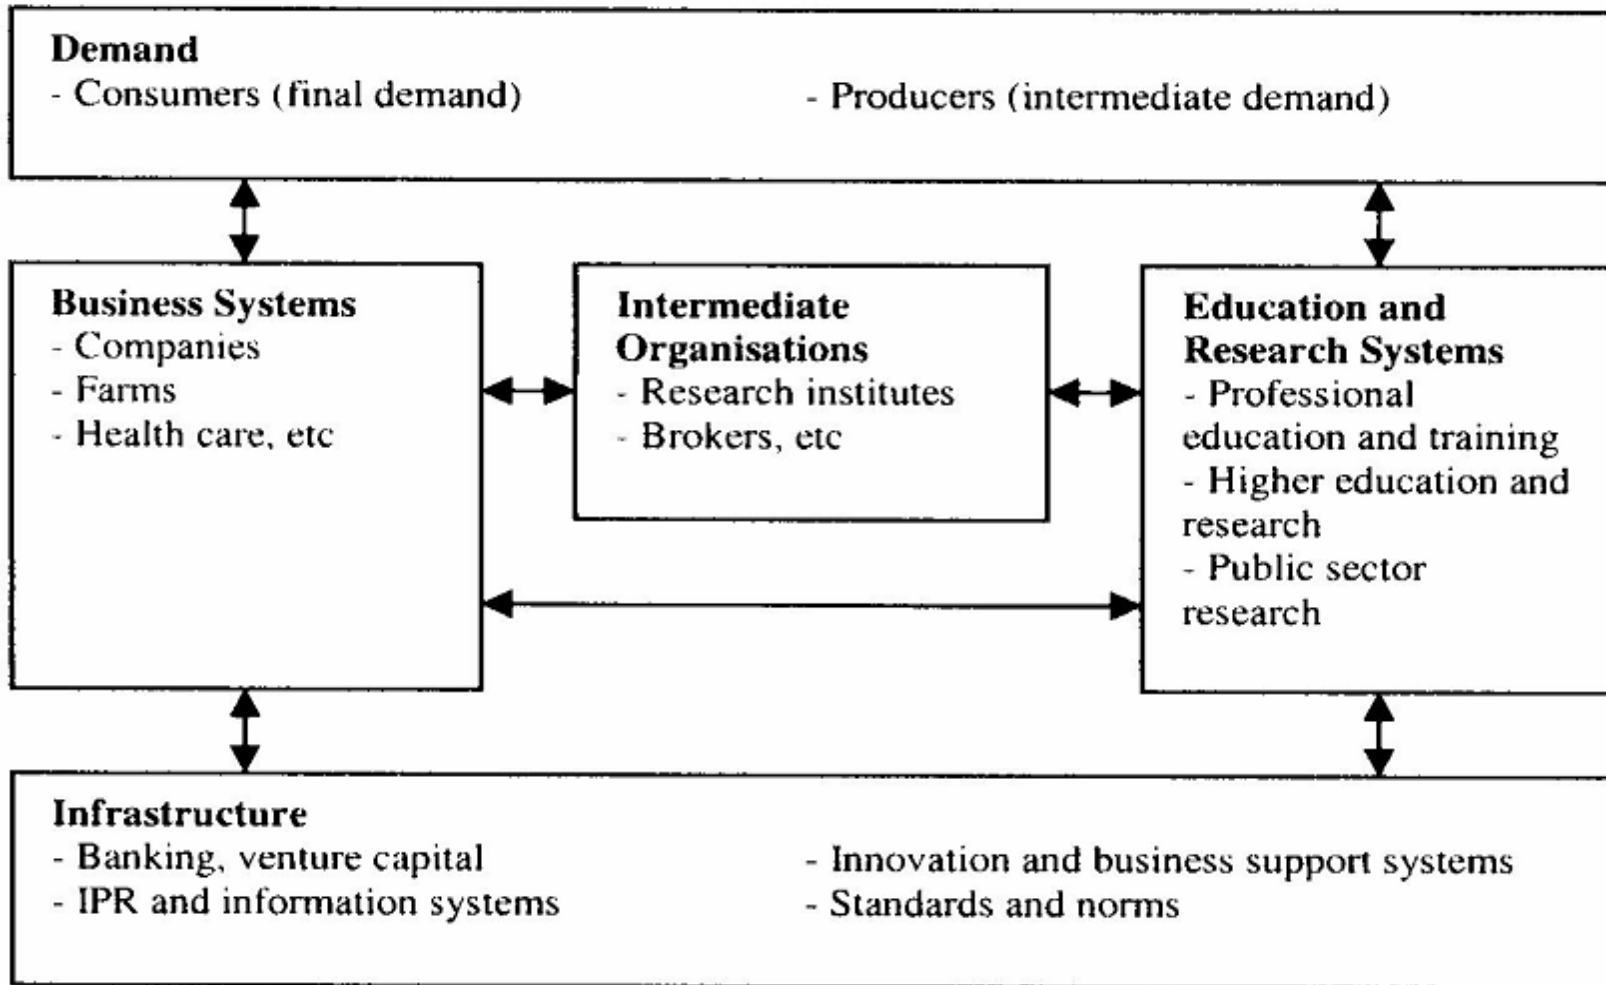 Demand
- Consumers (final demand)
- Producers (intermediate demand)
Business Systems
- Companies
- Farms
- Health care, etc
Intermediate
Organisations
- Research institutes
- Brokers, etc
Education and
Research Systems
- Professional
education and training
- Higher education and
research
- Public sector
research
Infrastructure
- Banking, venture capital
- IPR and information systems
- Innovation and business support systems
- Standards and norms